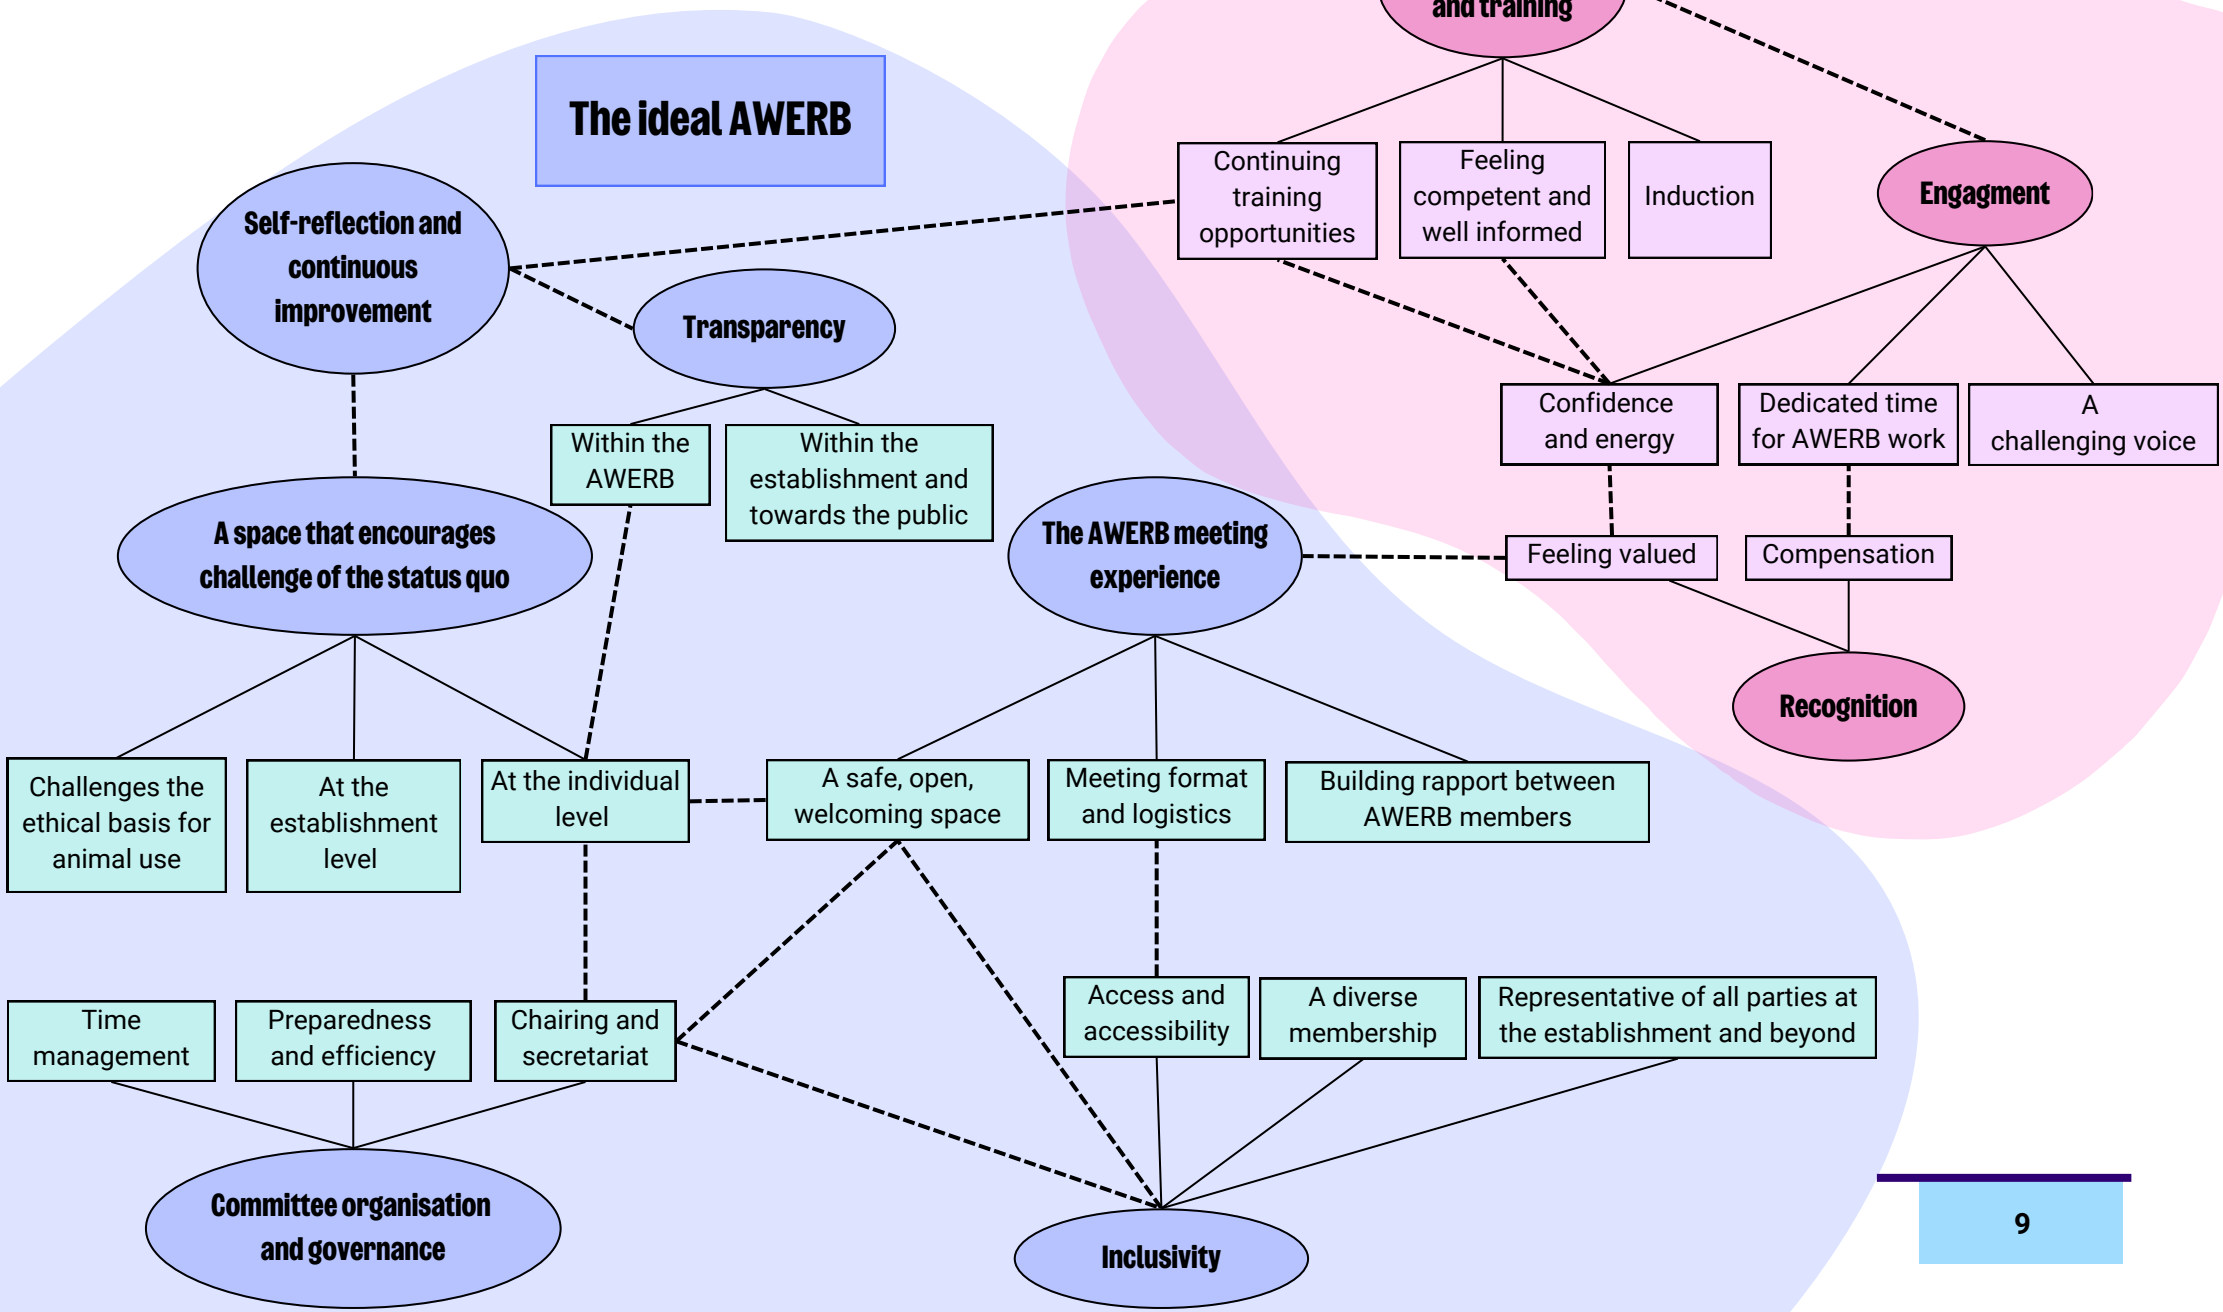 and training
The ideal AWERB
Continuing
training
opportunities
Feeling
competent and
well informed
Induction
Engagment
Self-reflection and
continuous
improvement
Transparency
Within the
AWERB
Within the
establishment and
towards the public
Confidence
and energy
Dedicated time
for AWERB work
A
challenging voice
A space that encourages
challenge of the status quo
The AWERB meeting
experience
Feeling valued
Compensation
Recognition
Challenges the
ethical basis for
animal use
At the
establishment
level
At the individual
level
A safe, open,
welcoming space
Meeting format
and logistics
Building rapport between
AWERB members
Time
management
Preparedness
and efficiency
Chairing and
secretariat
Access and
accessibility
A diverse
membership
Representative of all parties at
the establishment and beyond
Committee organisation
and governance
Inclusivity
9